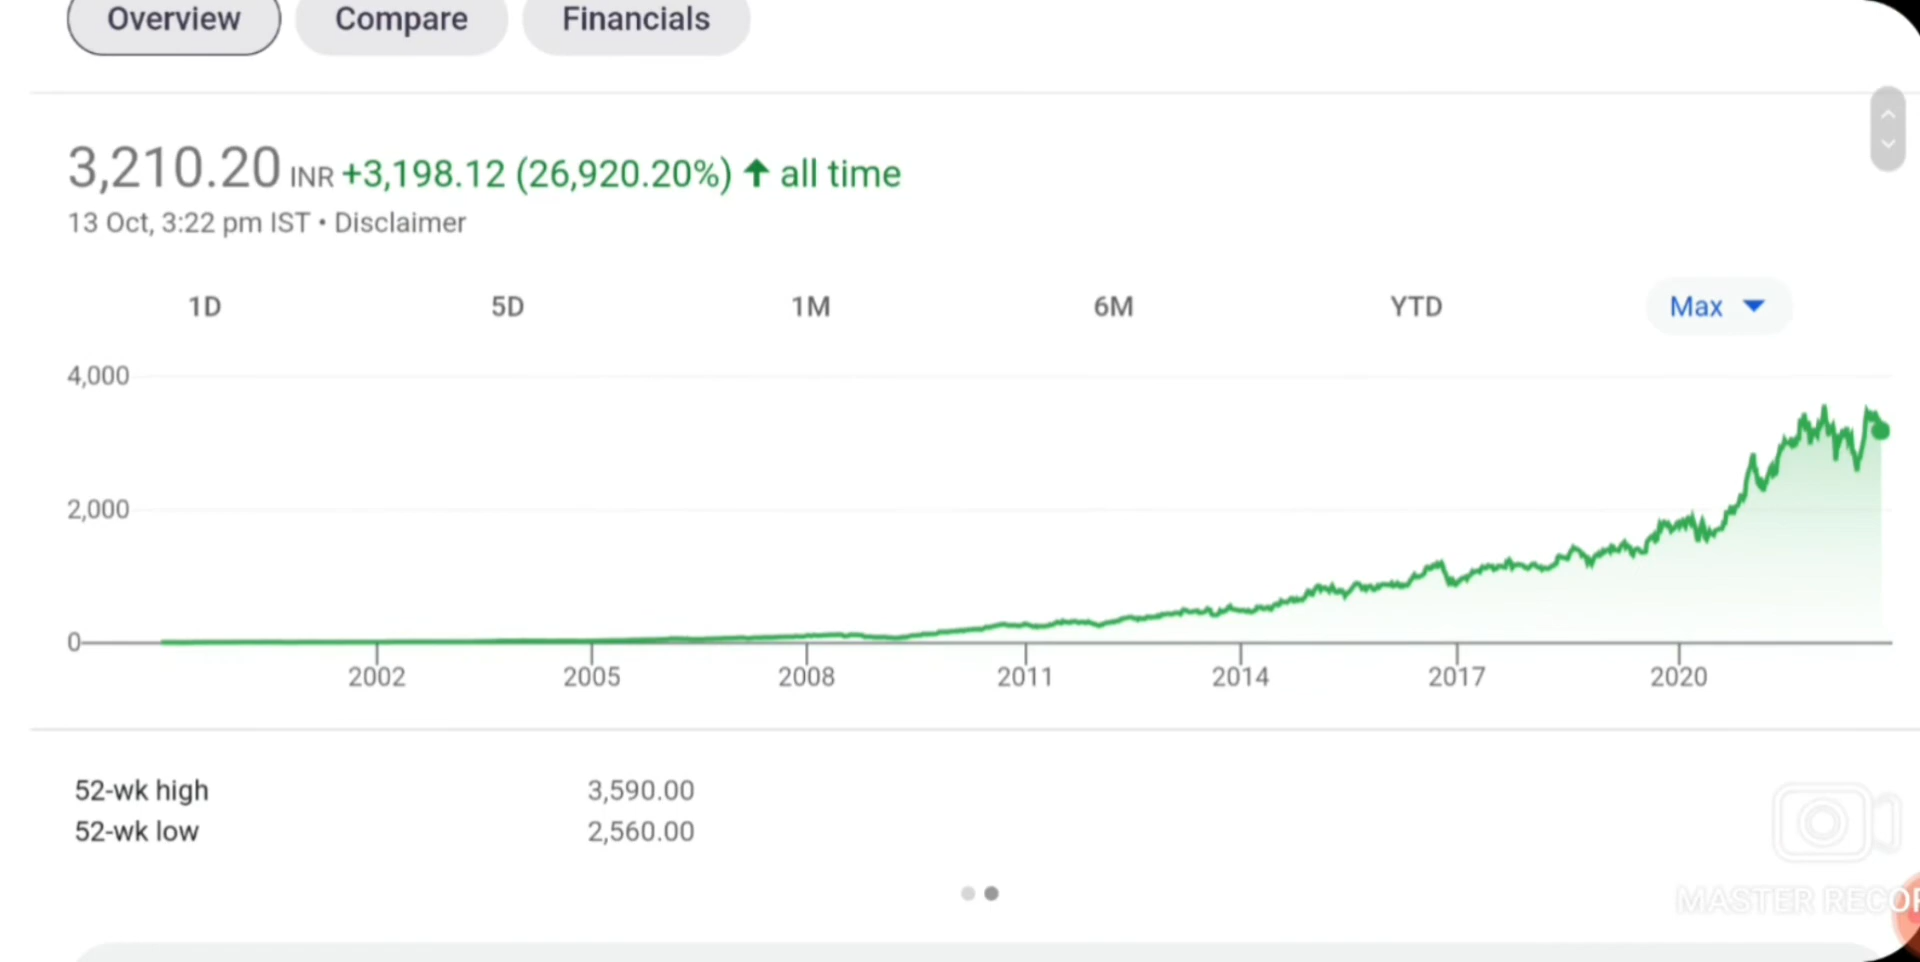 Overview Compare Financials
3,210.20 INR +3,198.12 (26,920.20%) ↑ all time
13 Oct, 3:22 pm IST • Disclaimer
1D 5D 1M 6M YTD Max
4,000
2,000
0
2002 2005 2008 2011 2014 2017 2020
52-wk high 3,590.00
52-wk low 2,560.00
MASTER RECOR